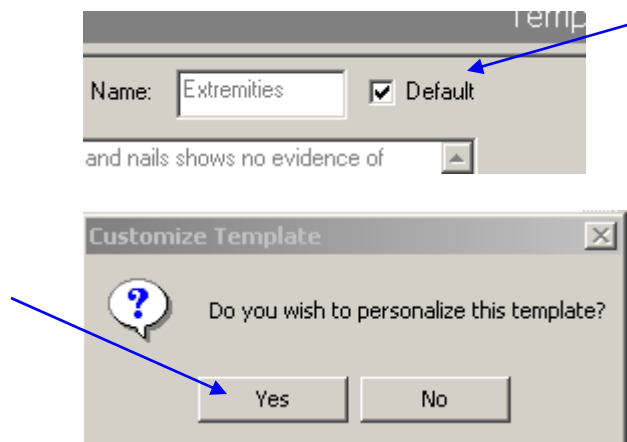 Name: Extremities Default
and nails shows no evidence of
Customize Template
Do you wish to personalize this template?
Yes No